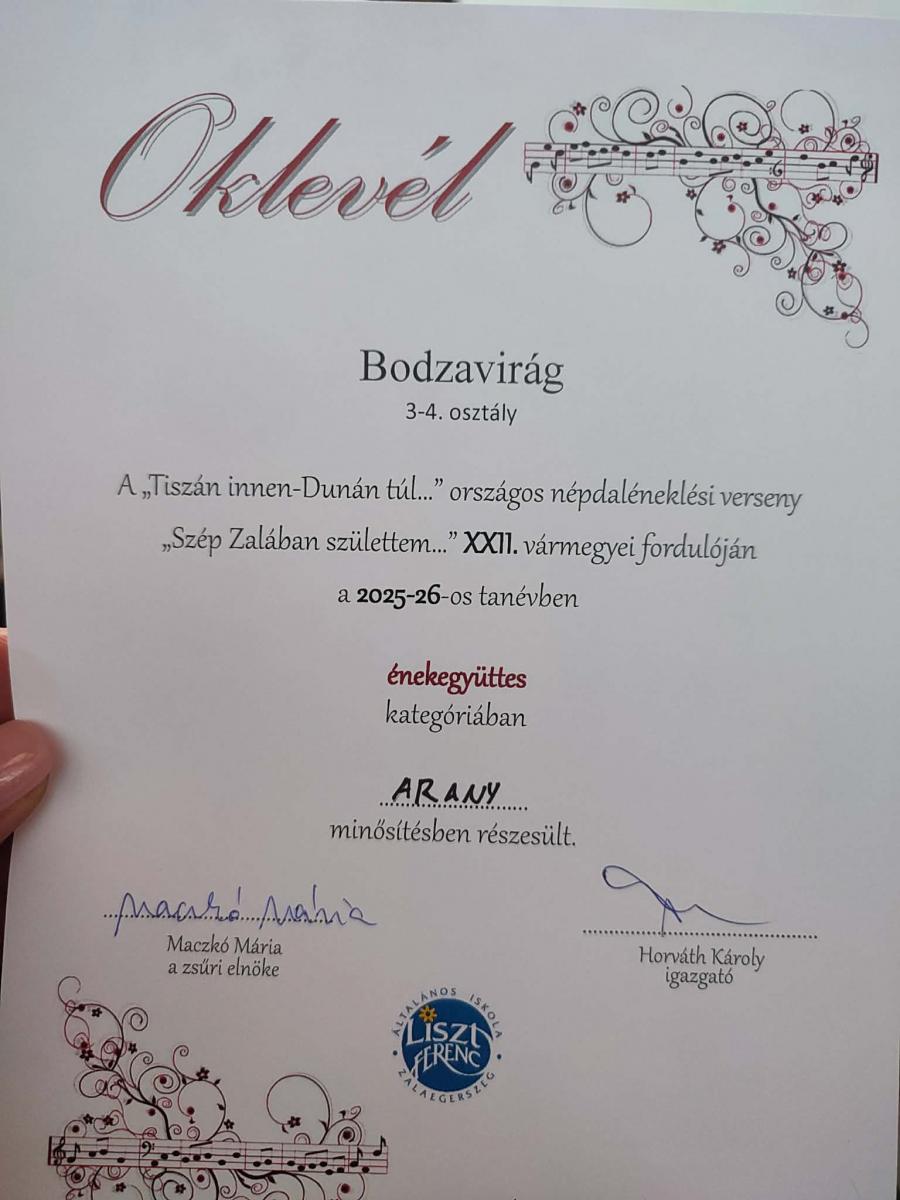 Oklevél
Bodzavirág
3-4. osztály
A „Tiszán innen-Dunán túl...” országos népdaléneklési verseny
„Szép Zalában születtem...” XXII. vármegyei fordulóján
a 2025-26-os tanévben
énekegyüttes
kategóriában
ARANY
minősítésben részesült.
Maczkó Mária
Maczkó Mária
a zsűri elnöke
Horváth Károly
igazgató
ÁLTALÁNOS ISKOLA
LISZT
FERENC
ZALAEGERSZEG